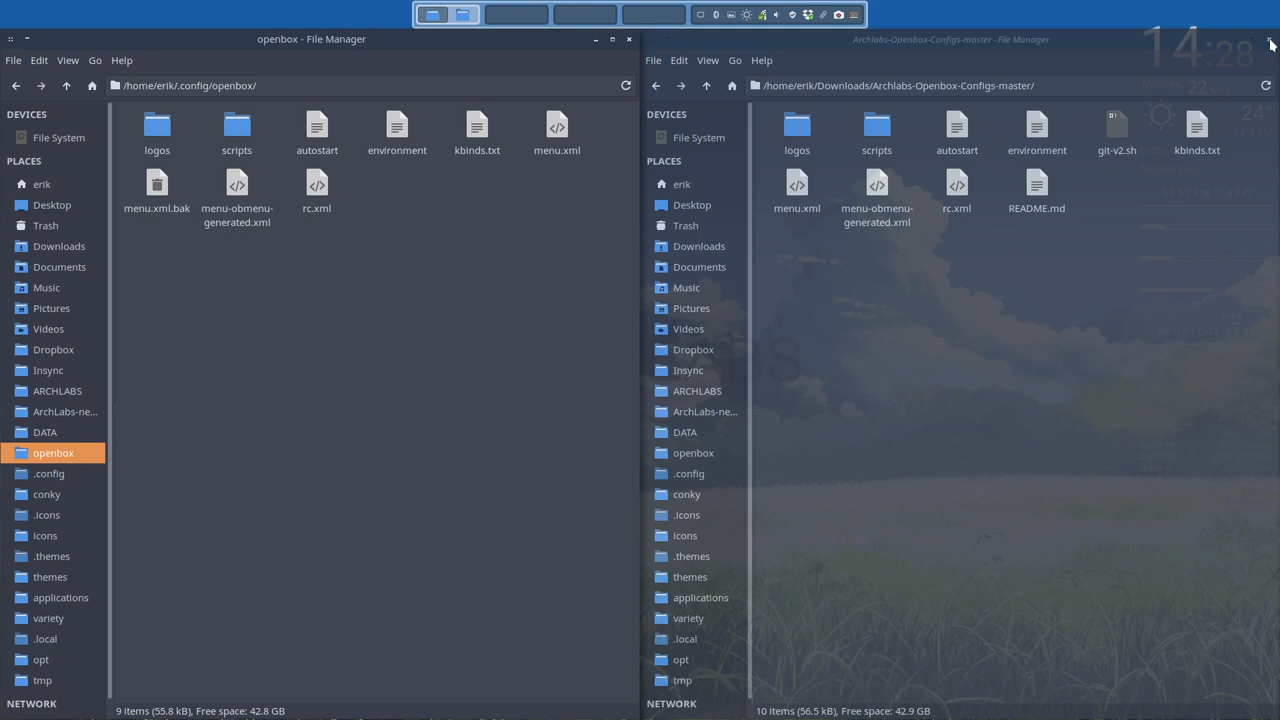 openbox - File Manager
File Edit View Go Help
/home/erik/.config/openbox/
DEVICES
File System
PLACES
erik
Desktop
Trash
Downloads
Documents
Music
Pictures
Videos
Dropbox
Insync
ARCHLABS
ArchLabs-ne...
DATA
openbox
.config
conky
.icons
icons
.themes
themes
applications
variety
.local
opt
tmp
NETWORK
logos scripts autostart environment kbinds.txt menu.xml
menu.xml.bak menu-obmenu-generated.xml rc.xml
9 items (55.8 kB), Free space: 42.8 GB
Archlabs-Openbox-Configs-master - File Manager
14:28
File Edit View Go Help
22
/home/erik/Downloads/Archlabs-Openbox-Configs-master/
24°
DEVICES
File System
PLACES
erik
Desktop
Trash
Downloads
Documents
Music
Pictures
Videos
Dropbox
Insync
ARCHLABS
ArchLabs-ne...
DATA
openbox
.config
conky
.icons
icons
.themes
themes
applications
variety
.local
opt
tmp
NETWORK
logos scripts autostart environment git-v2.sh kbinds.txt
menu.xml menu-obmenu-generated.xml rc.xml README.md
SYSTEM INFO
10 items (56.5 kB), Free space: 42.9 GB